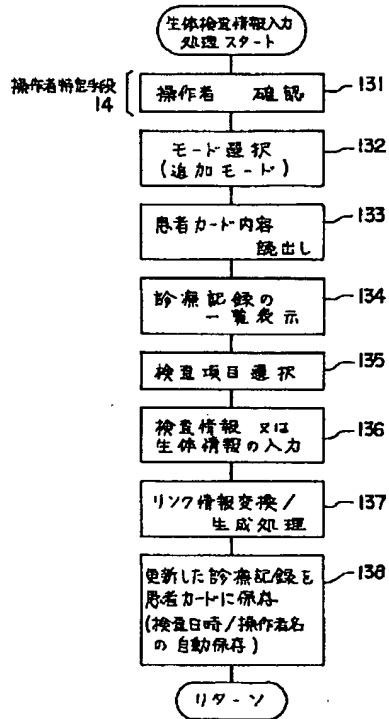 生体検査情報入力
処理スタート
操作者特定手段
14
操作者 確認
131
モード選択
(追加モード)
132
患者カード内容
読出し
133
診療記録の
一覧表示
134
検査項目選択
135
検査情報 又は
生体情報の入力
136
リンク情報変換/
生成処理
137
更新した診療記録を
患者カードに保存
(検査日時/操作者名
の自動保存)
138
リターン